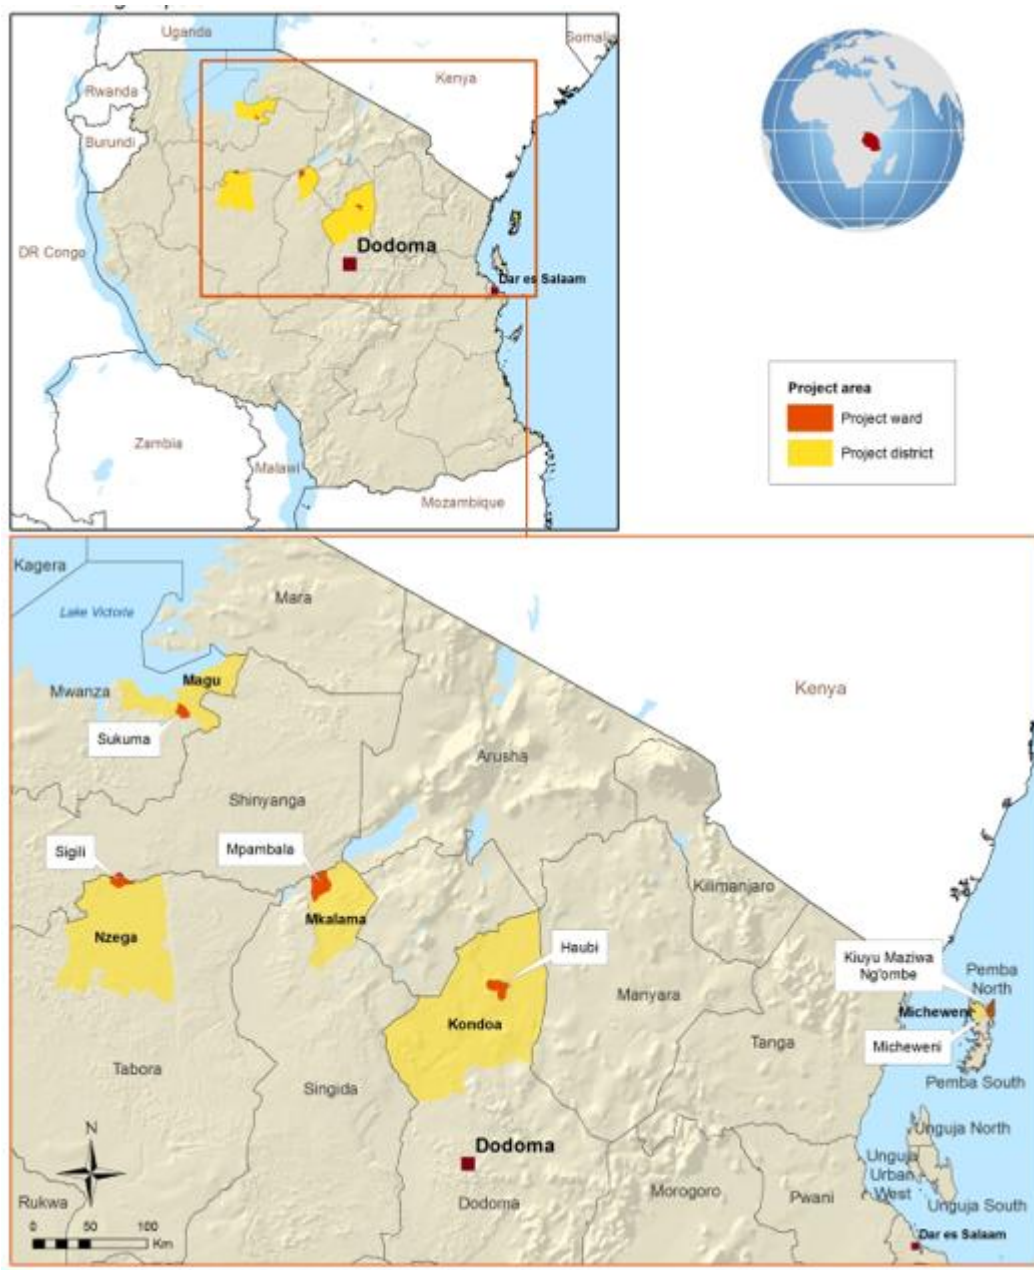 Uganda
Somalia
Kenya
Rwanda
Burundi
DR Congo
Dodoma
Dar es Salaam
Zambia
Malawi
Mozambique
Project area
Project ward
Project district
Kagera
Mara
Lake Victoria
Magu
Mwanza
Kenya
Sukuma
Arusha
Shinyanga
Sigili
Mpambala
Kilimanjaro
Mkalama
Nzega
Haubi
Kiuyu Maziwa
Ng'ombe
Pemba
North
Manyara
Micheweni
Kondoa
Tanga
Micheweni
Tabora
Singida
Pemba South
N
Unguja North
Dodoma
Unguja
Urban
West
Rukwa
Dodoma
Morogoro
Pwani
Unguja South
0 50 100
Km
Dar es Salaam